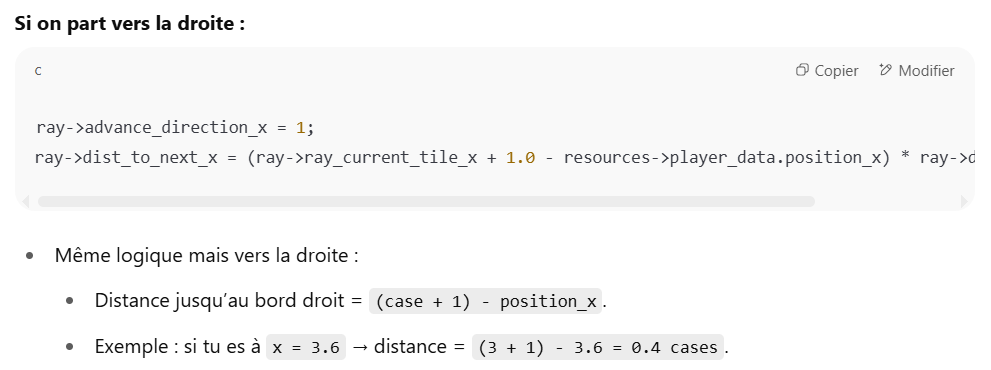 Si on part vers la droite :
c
Copier
Modifier
ray->advance_direction_x = 1;
ray->dist_to_next_x = (ray->ray_current_tile_x + 1.0 - resources->player_data.position_x) * ray->d
Même logique mais vers la droite :
Distance jusqu’au bord droit = (case + 1) - position_x.
Exemple : si tu es à x = 3.6 → distance = (3 + 1) - 3.6 = 0.4 cases.